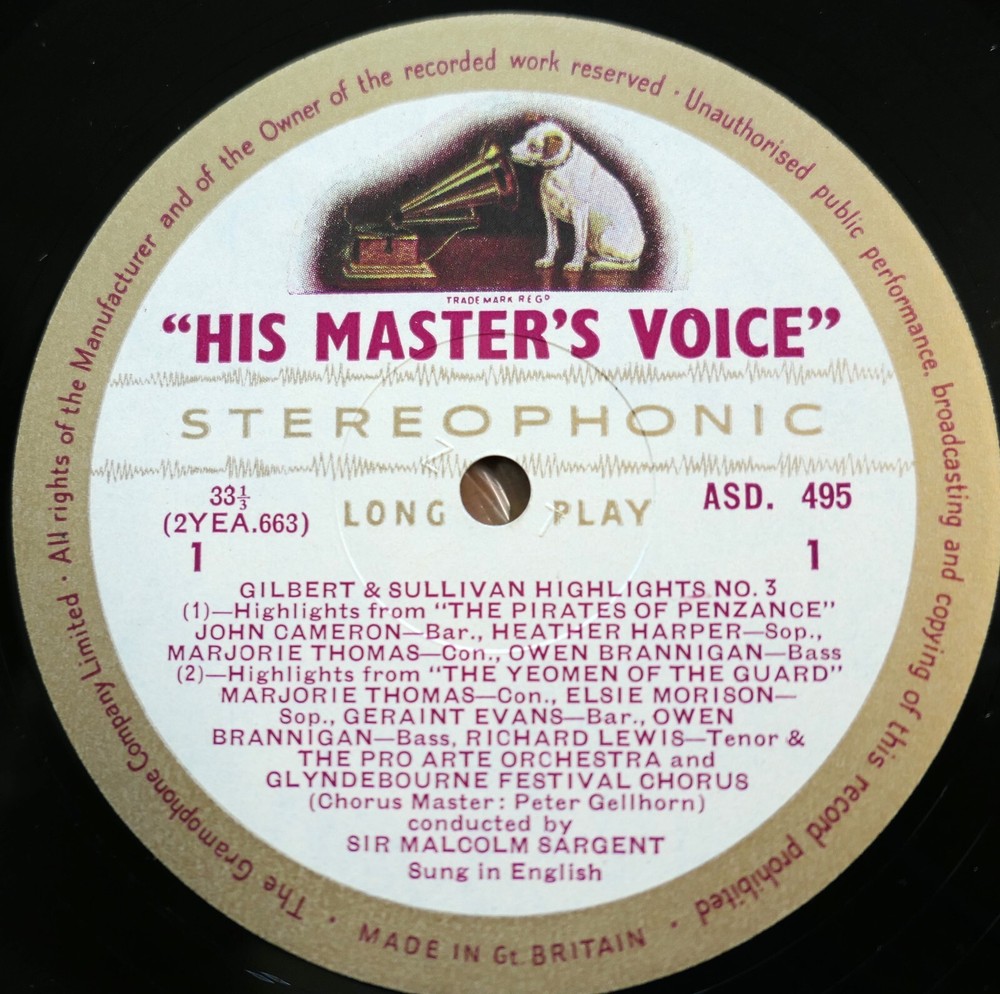 The Gramophone Company Limited · All rights of the Manufacturer and of the Owner of the recorded work reserved · Unauthorised public performance, broadcasting and copying of this record prohibited ·
TRADE MARK REGD
“HIS MASTER’S VOICE”
STEREOPHONIC
33⅓
LONG PLAY
ASD. 495
(2YEA.663)
1 1
GILBERT & SULLIVAN HIGHLIGHTS NO. 3
(1)—Highlights from “THE PIRATES OF PENZANCE”
JOHN CAMERON—Bar., HEATHER HARPER—Sop.,
MARJORIE THOMAS—Con., OWEN BRANNIGAN—Bass
(2)—Highlights from “THE YEOMEN OF THE GUARD”
MARJORIE THOMAS—Con., ELSIE MORISON—
Sop., GERAINT EVANS—Bar., OWEN
BRANNIGAN—Bass, RICHARD LEWIS—Tenor &
THE PRO ARTE ORCHESTRA and
GLYNDEBOURNE FESTIVAL CHORUS
(Chorus Master: Peter Gellhorn)
conducted by
SIR MALCOLM SARGENT
Sung in English
MADE IN Gt. BRITAIN ·